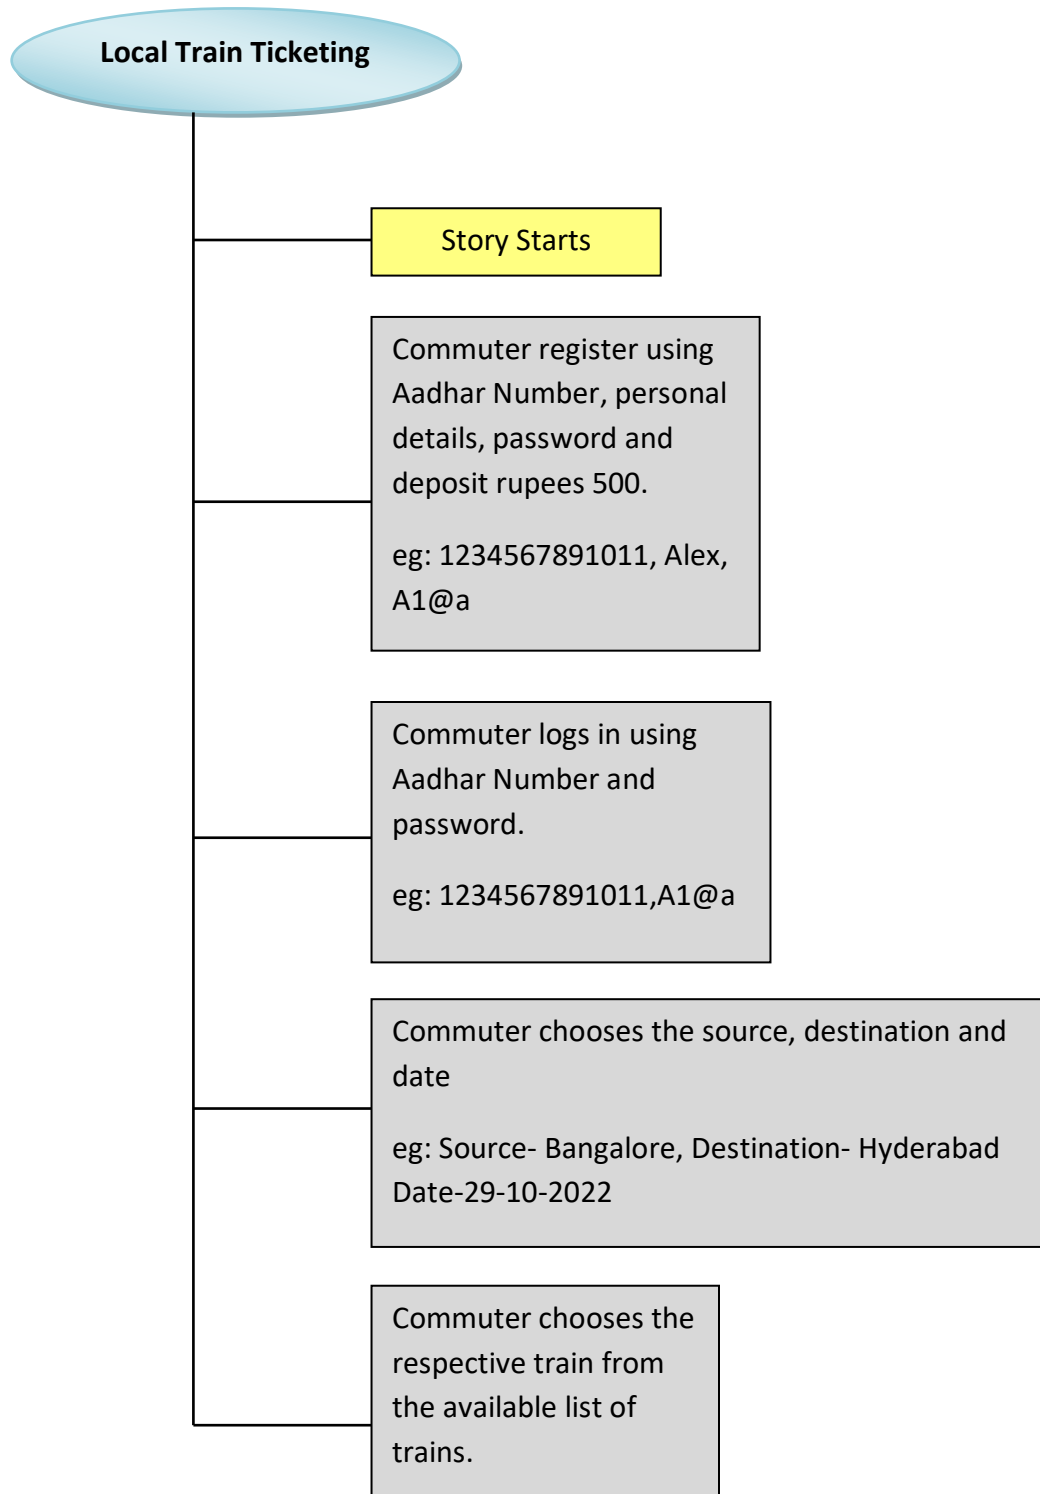 Local Train Ticketing
Story Starts
Commuter register using
Aadhar Number, personal
details, password and
deposit rupees 500.
eg: 1234567891011, Alex,
A1@a
Commuter logs in using
Aadhar Number and
password.
eg: 1234567891011,A1@a
Commuter chooses the source, destination and
date
eg: Source- Bangalore, Destination- Hyderabad
Date-29-10-2022
Commuter chooses the
respective train from
the available list of
trains.